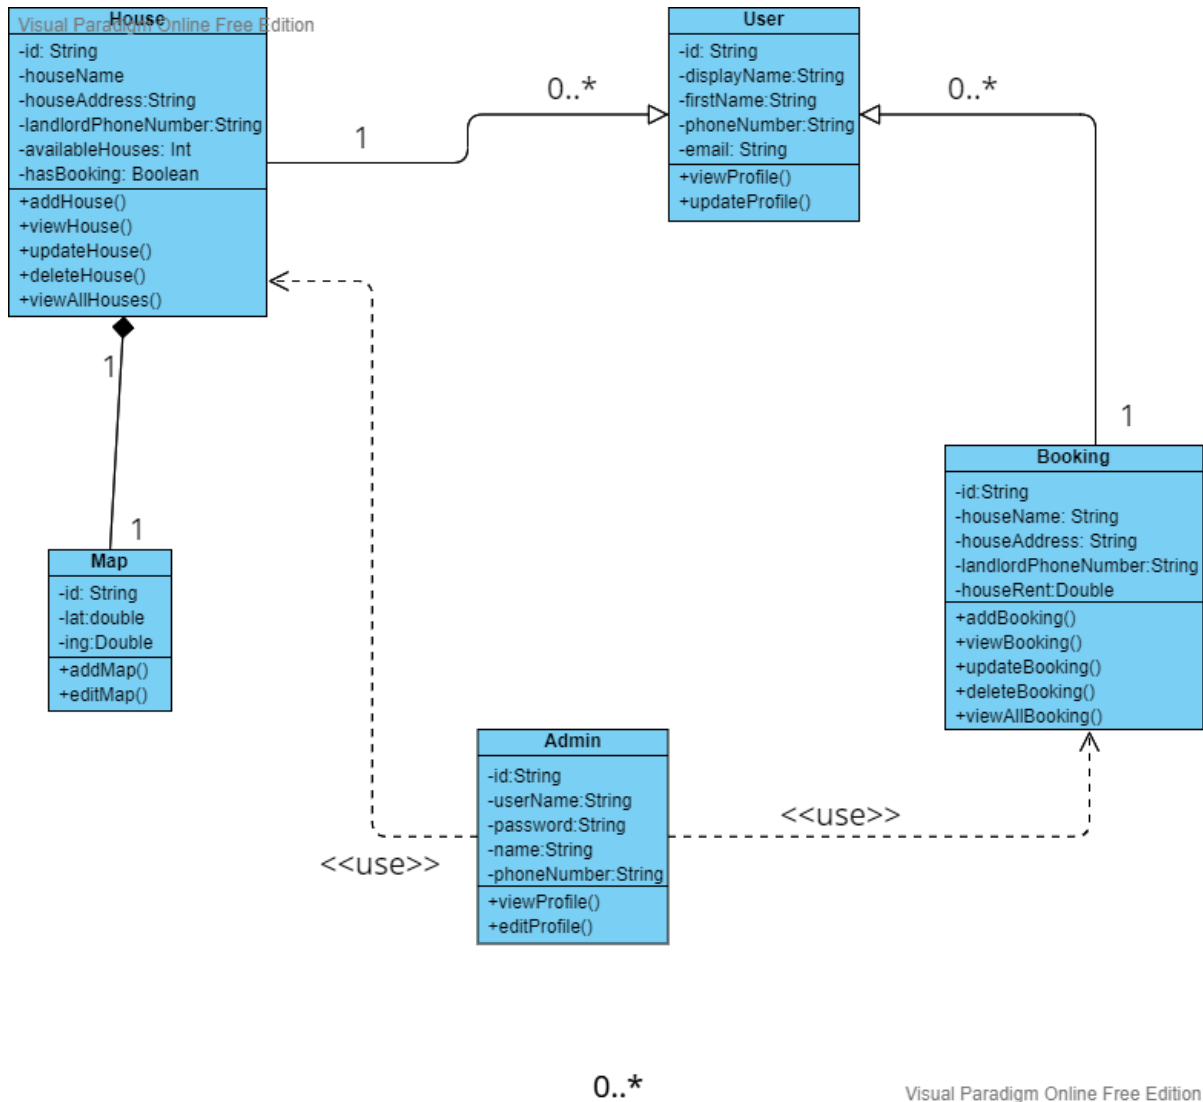 House
Visual Paradigm Online Free Edition
-id: String
-houseName
-houseAddress:String
-landlordPhoneNumber:String
-availableHouses: Int
-hasBooking: Boolean
+addHouse()
+viewHouse()
+updateHouse()
+deleteHouse()
+viewAllHouses()
1
0..*
User
-id: String
-displayName:String
-firstName:String
-phoneNumber:String
-email: String
+viewProfile()
+updateProfile()
0..*
1
1
1
Map
-id: String
-lat:double
-ing:Double
+addMap()
+editMap()
Booking
-id:String
-houseName: String
-houseAddress: String
-landlordPhoneNumber:String
-houseRent:Double
+addBooking()
+viewBooking()
+updateBooking()
+deleteBooking()
+viewAllBooking()
<<use>>
Admin
-id:String
-userName:String
-password:String
-name:String
-phoneNumber:String
+viewProfile()
+editProfile()
<<use>>
0..*
Visual Paradigm Online Free Edition